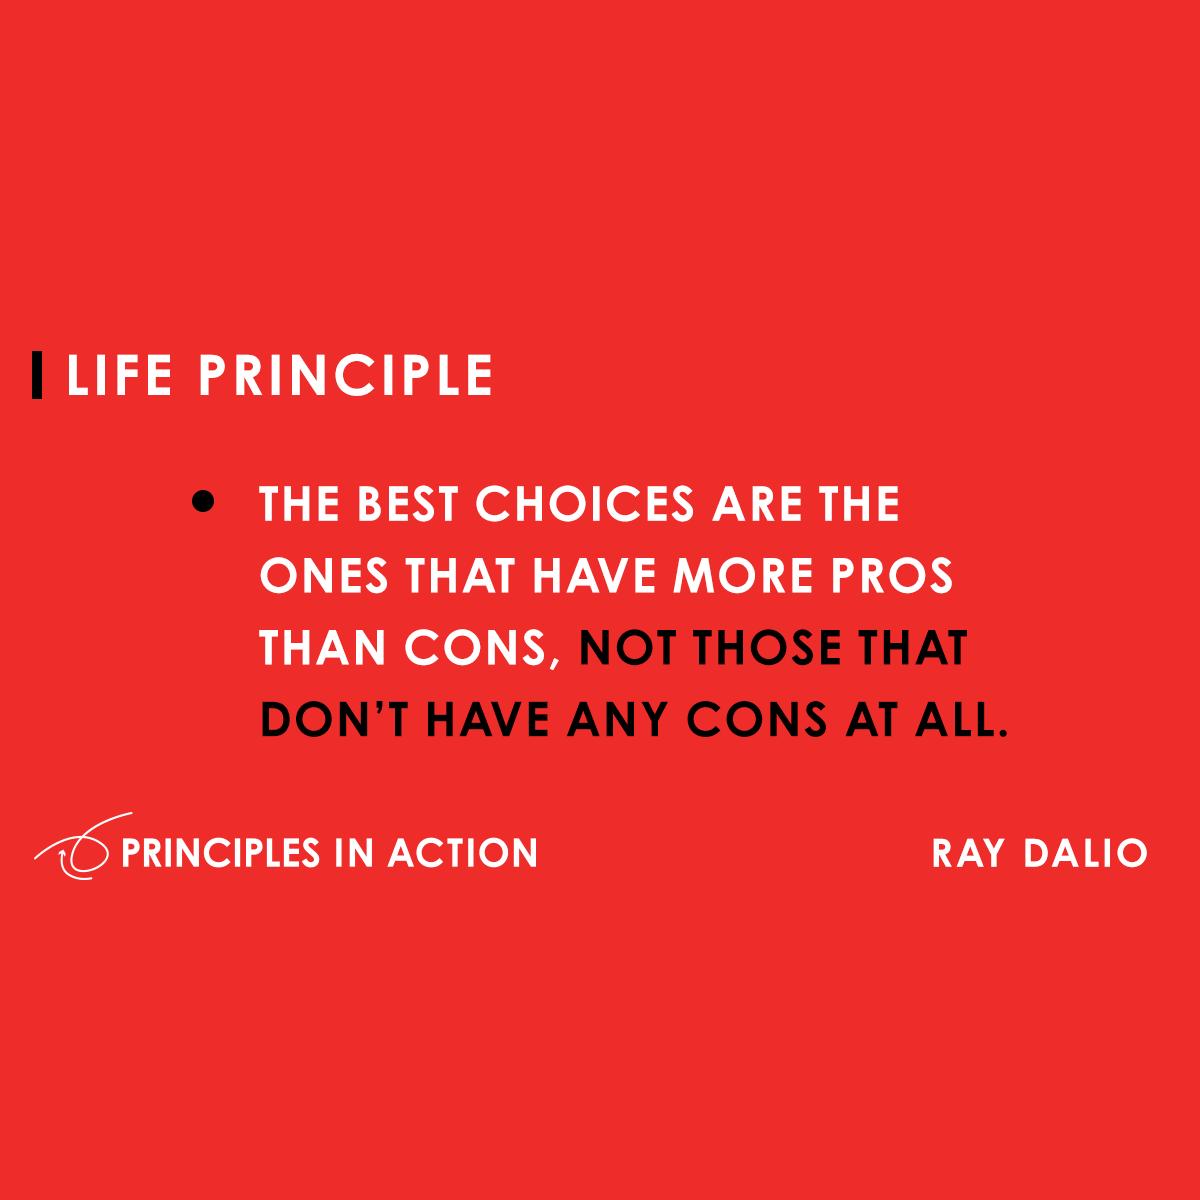 LIFE PRINCIPLE
• THE BEST CHOICES ARE THE
ONES THAT HAVE MORE PROS
THAN CONS, NOT THOSE THAT
DON’T HAVE ANY CONS AT ALL.
PRINCIPLES IN ACTION
RAY DALIO